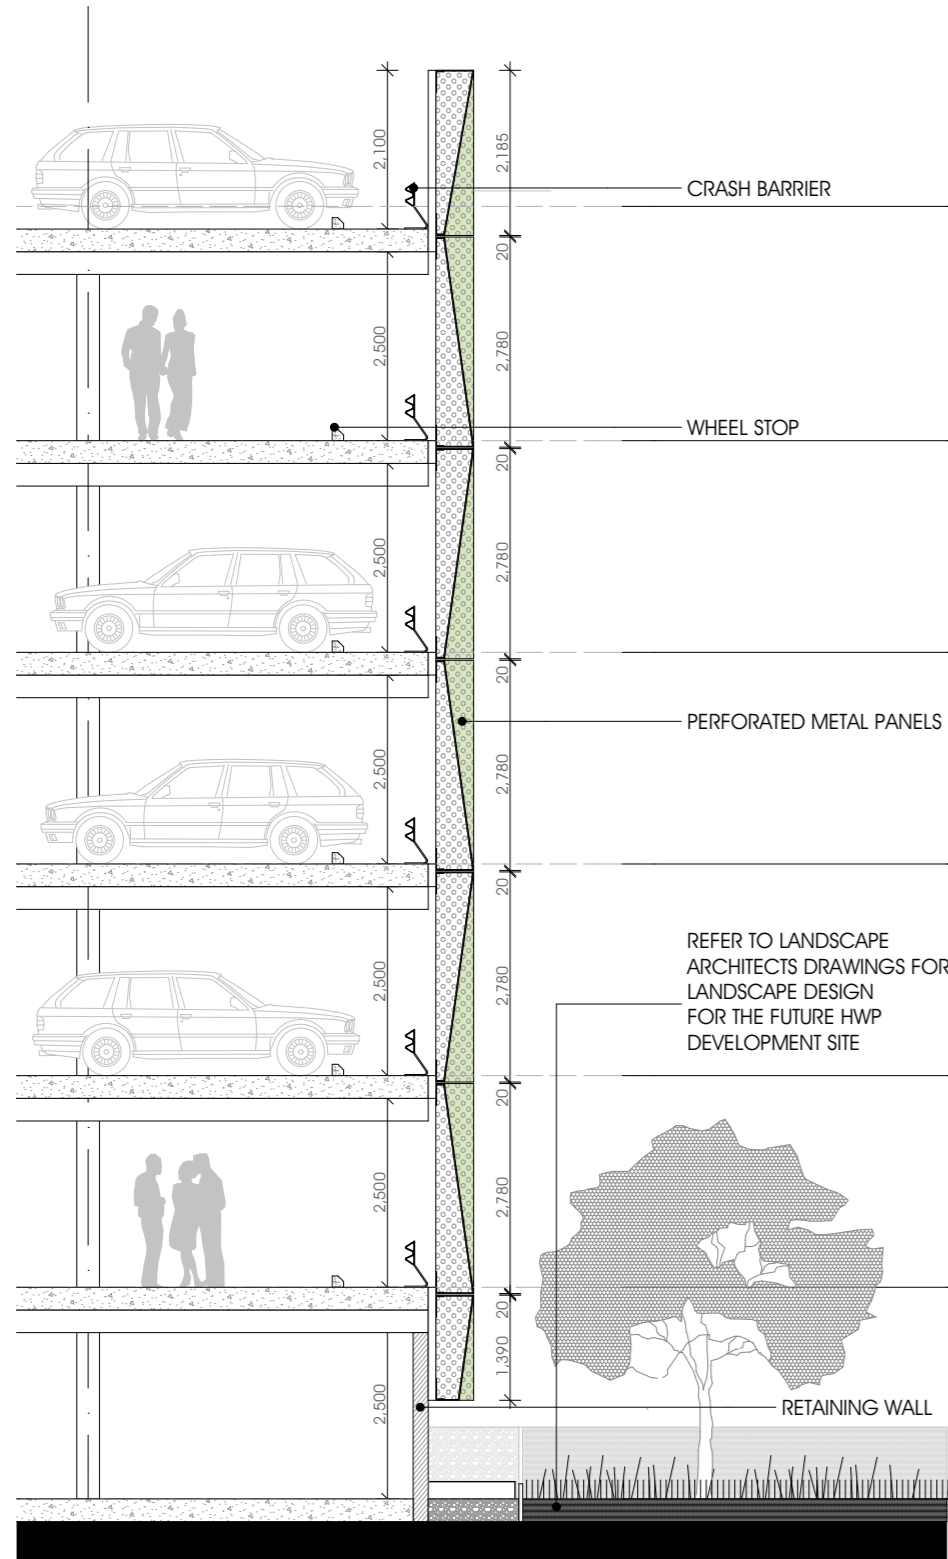 2,100
2,185
CRASH BARRIER
20
2,500
2,780
WHEEL STOP
20
2,500
2,780
20
PERFORATED METAL PANELS
2,500
2,780
20
REFER TO LANDSCAPE
ARCHITECTS DRAWINGS FOR
LANDSCAPE DESIGN
FOR THE FUTURE HWP
DEVELOPMENT SITE
2,500
2,780
20
2,500
2,780
20
1,390
2,500
RETAINING WALL